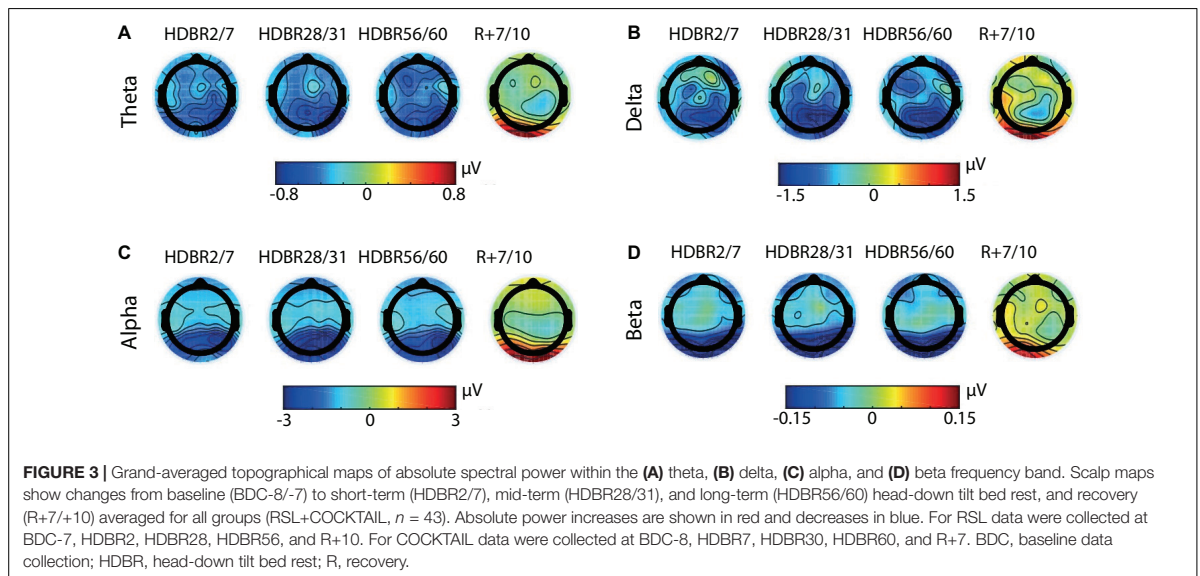 A HDBR2/7 HDBR28/31 HDBR56/60 R+7/10
Theta
µV
-0.8 0 0.8
B HDBR2/7 HDBR28/31 HDBR56/60 R+7/10
Delta
µV
-1.5 0 1.5
C HDBR2/7 HDBR28/31 HDBR56/60 R+7/10
Alpha
µV
-3 0 3
D HDBR2/7 HDBR28/31 HDBR56/60 R+7/10
Beta
µV
-0.15 0 0.15
FIGURE 3 | Grand-averaged topographical maps of absolute spectral power within the (A) theta, (B) delta, (C) alpha, and (D) beta frequency band. Scalp maps
show changes from baseline (BDC-8/-7) to short-term (HDBR2/7), mid-term (HDBR28/31), and long-term (HDBR56/60) head-down tilt bed rest, and recovery
(R+7/+10) averaged for all groups (RSL+COCKTAIL, n = 43). Absolute power increases are shown in red and decreases in blue. For RSL data were collected at
BDC-7, HDBR2, HDBR28, HDBR56, and R+10. For COCKTAIL data were collected at BDC-8, HDBR7, HDBR30, HDBR60, and R+7. BDC, baseline data
collection; HDBR, head-down tilt bed rest; R, recovery.